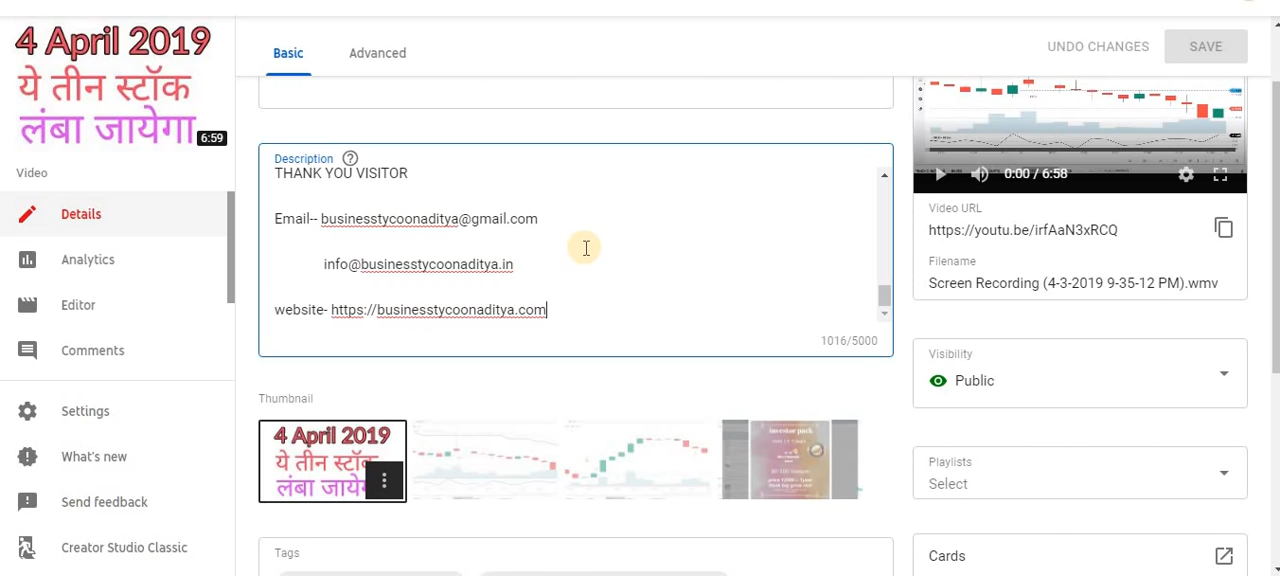 4 April 2019
ये तीन स्टॉक
लंबा जायेगा
6:59
Video
Details
Analytics
Editor
Comments
Settings
What's new
Send feedback
Creator Studio Classic
Basic
Advanced
UNDO CHANGES
SAVE
Description
THANK YOU VISITOR
Email-- businesstycoonaditya@gmail.com
info@businesstycoonaditya.in
website- https://businesstycoonaditya.com
1016/5000
Thumbnail
4 April 2019
ये तीन स्टॉक
लंबा जायेगा
investor pack
Tags
0:00 / 6:58
Video URL
https://youtu.be/irfAaN3xRCQ
Filename
Screen Recording (4-3-2019 9-35-12 PM).wmv
Visibility
Public
Playlists
Select
Cards